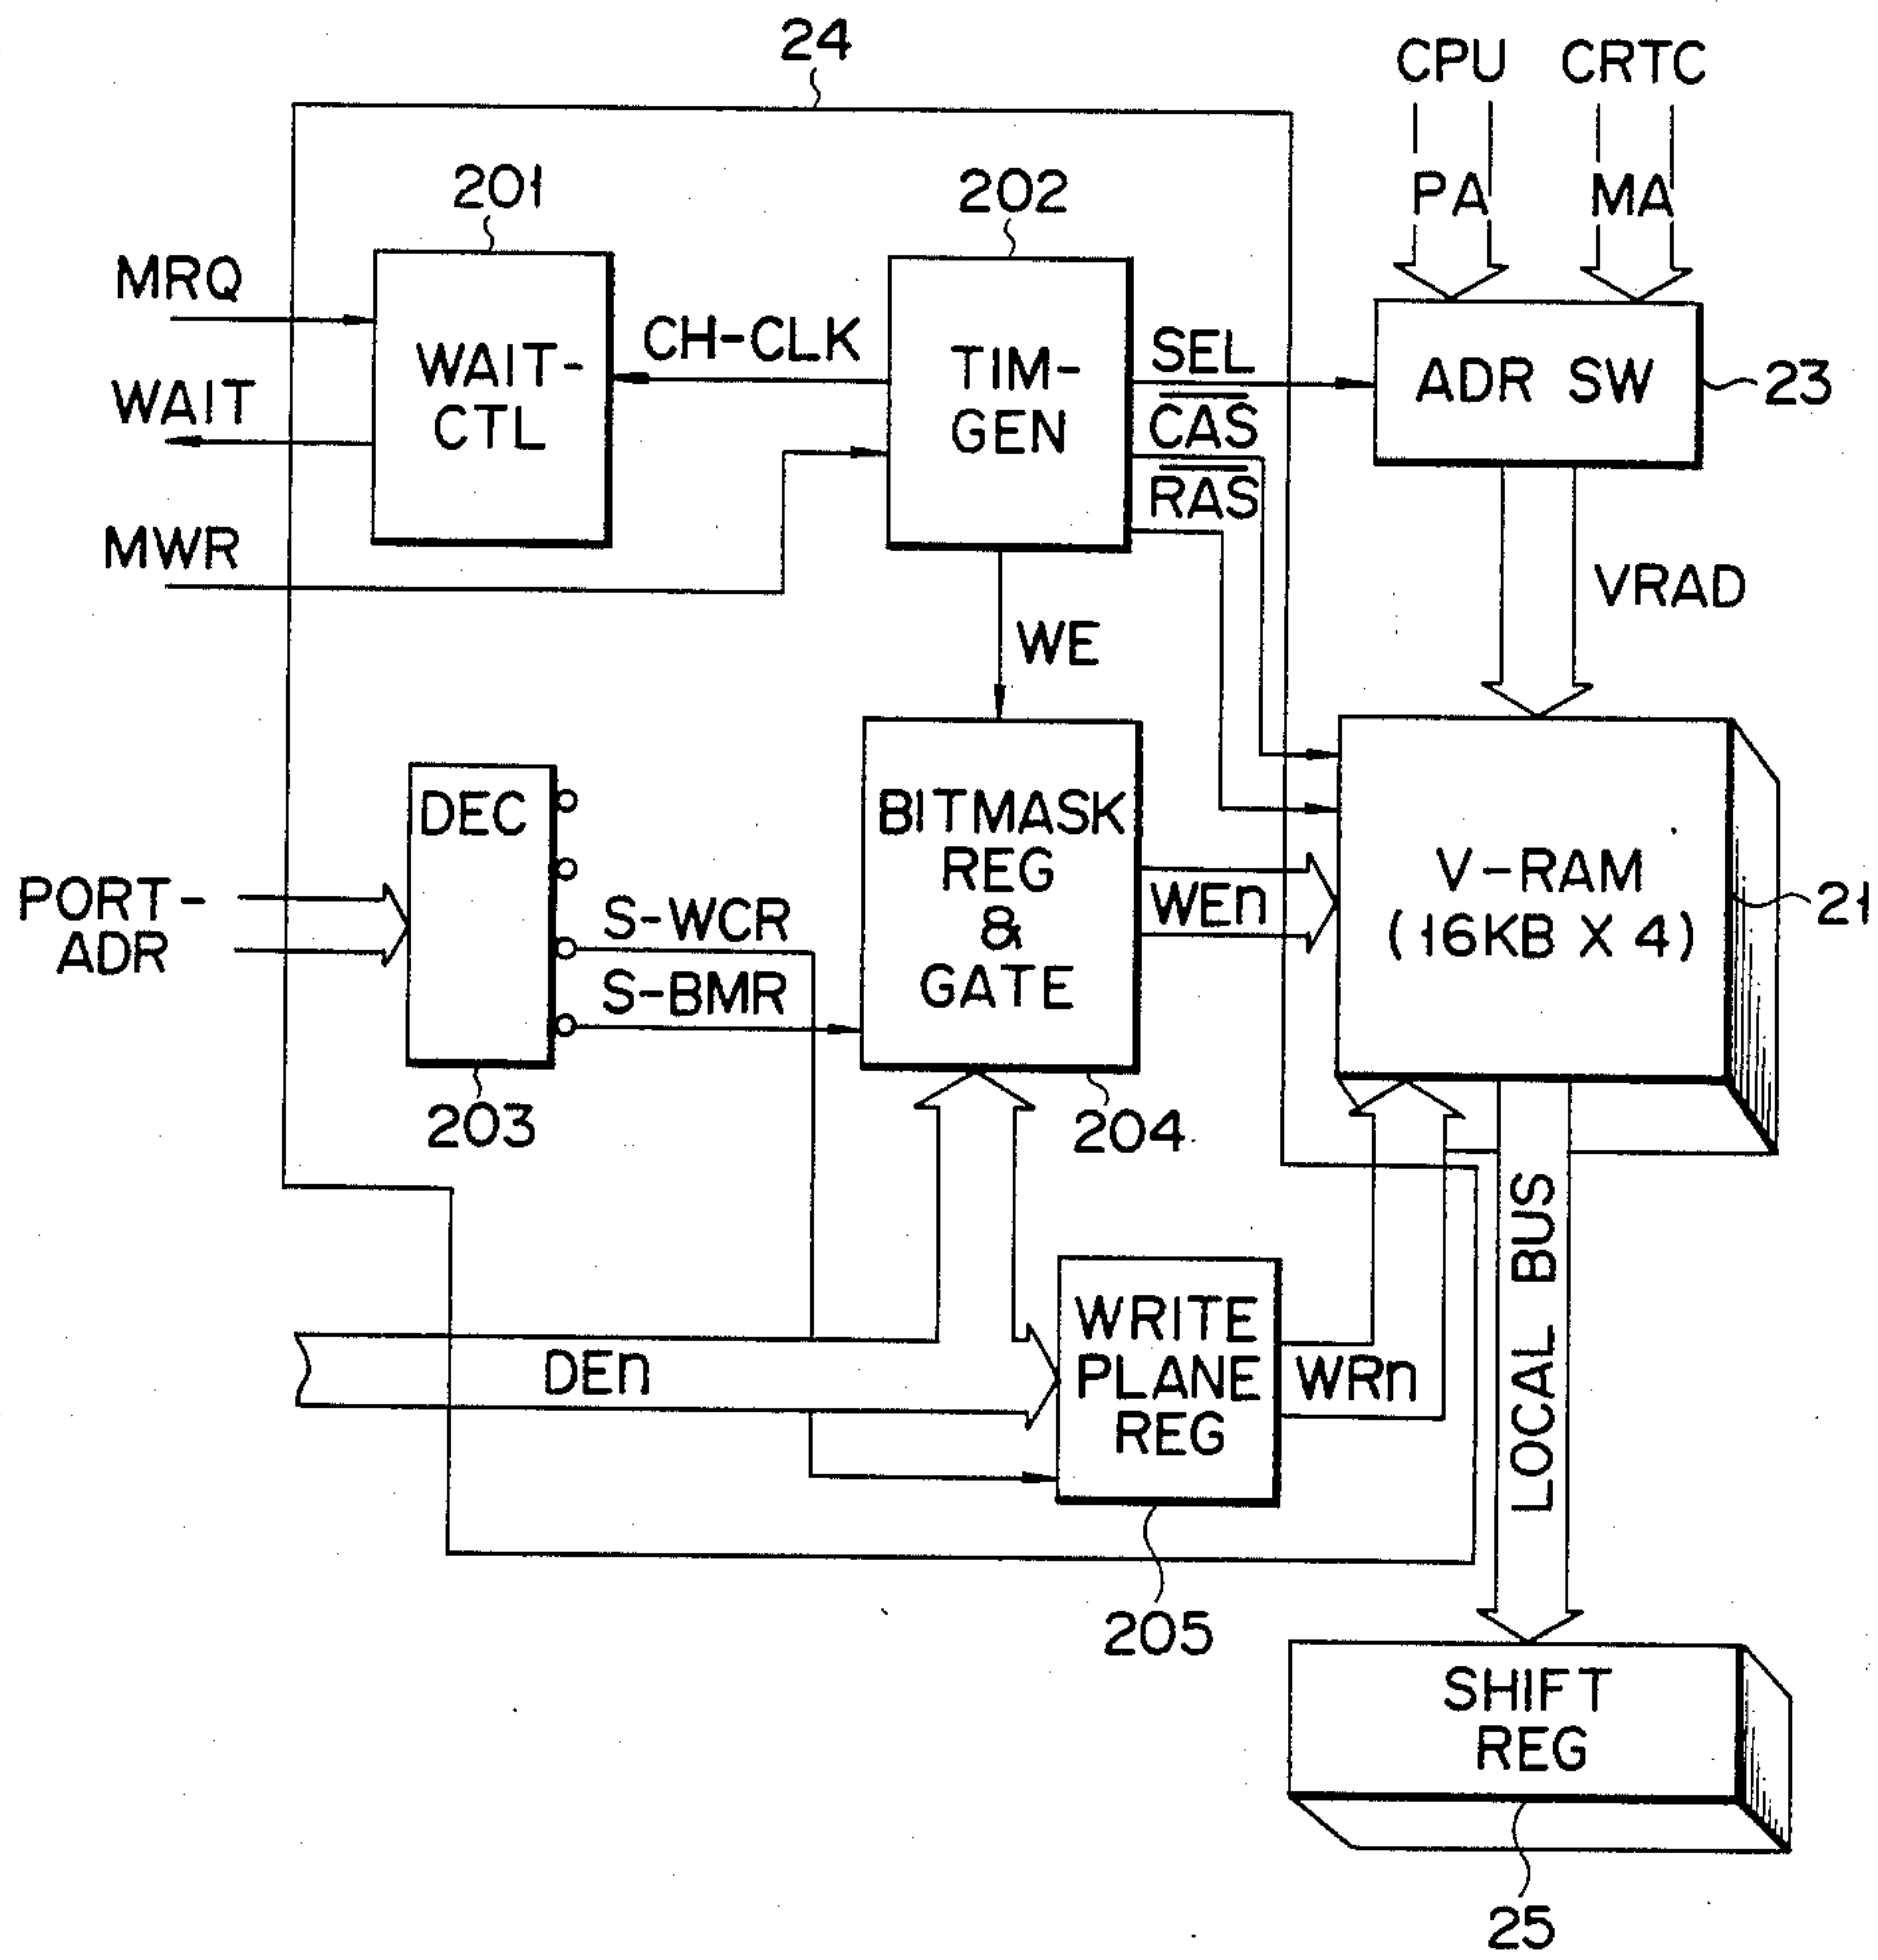 24
CPU CRTC
PA MA
201
202
MRQ
WAIT
MWR
WAIT-
CTL
CH-CLK
TIM-
GEN
SEL
CAS
RAS
ADR SW
23
VRAD
WE
DEC
PORT-
ADR
S-WCR
S-BMR
203
BITMASK
REG
&
GATE
204
WEn
V-RAM
(16KB X 4)
21
DEn
WRITE
PLANE
REG
WRn
205
LOCAL BUS
SHIFT
REG
25